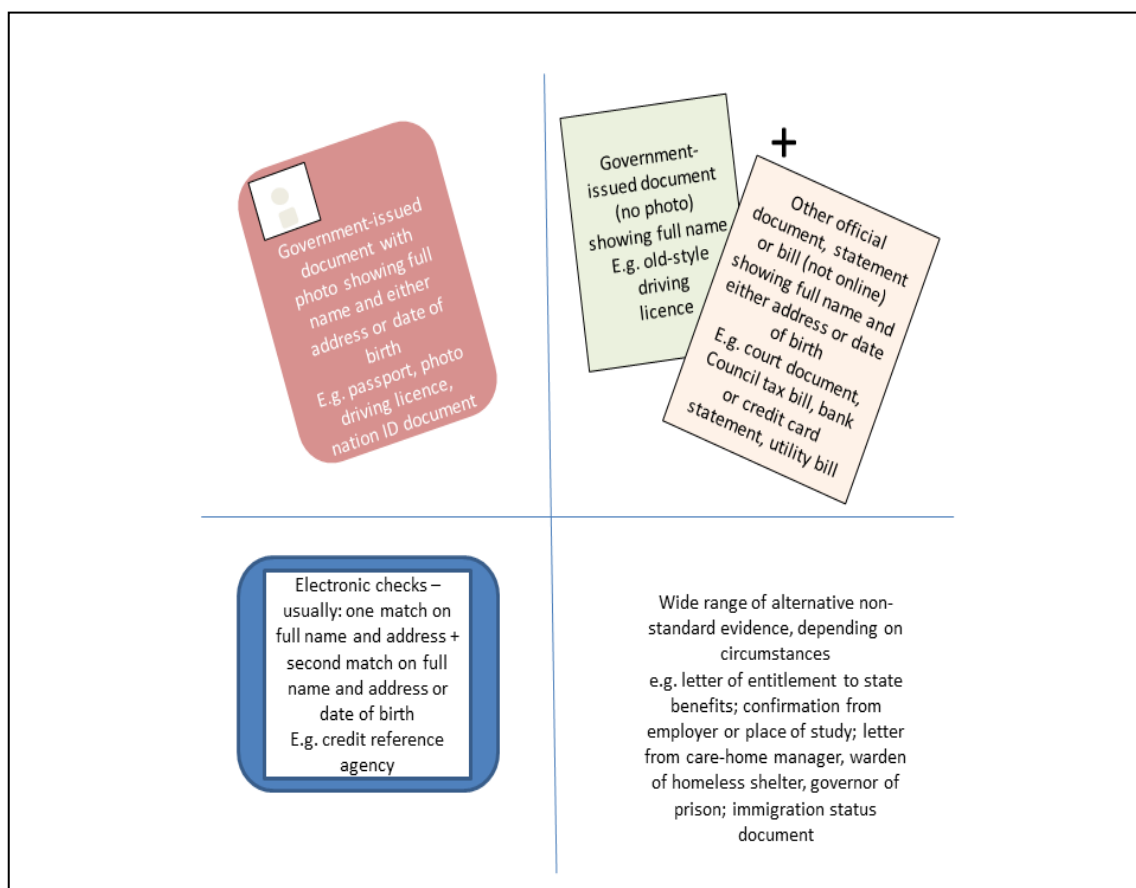 Government-issued
document with
photo showing full
name and either
address or date of
birth
E.g. passport, photo
driving licence,
nation ID document
Government-
issued document
(no photo)
showing full name
E.g. old-style
driving
licence
+
Other official
document, statement
or bill (not online)
showing full name and
either address or date
of birth
E.g. court document,
Council tax bill, bank
or credit card
statement, utility bill
Electronic checks –
usually: one match on
full name and address +
second match on full
name and address or
date of birth
E.g. credit reference
agency
Wide range of alternative non-
standard evidence, depending on
circumstances
e.g. letter of entitlement to state
benefits; confirmation from
employer or place of study; letter
from care-home manager, warden
of homeless shelter, governor of
prison; immigration status
document